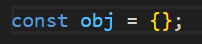 const obj = {};